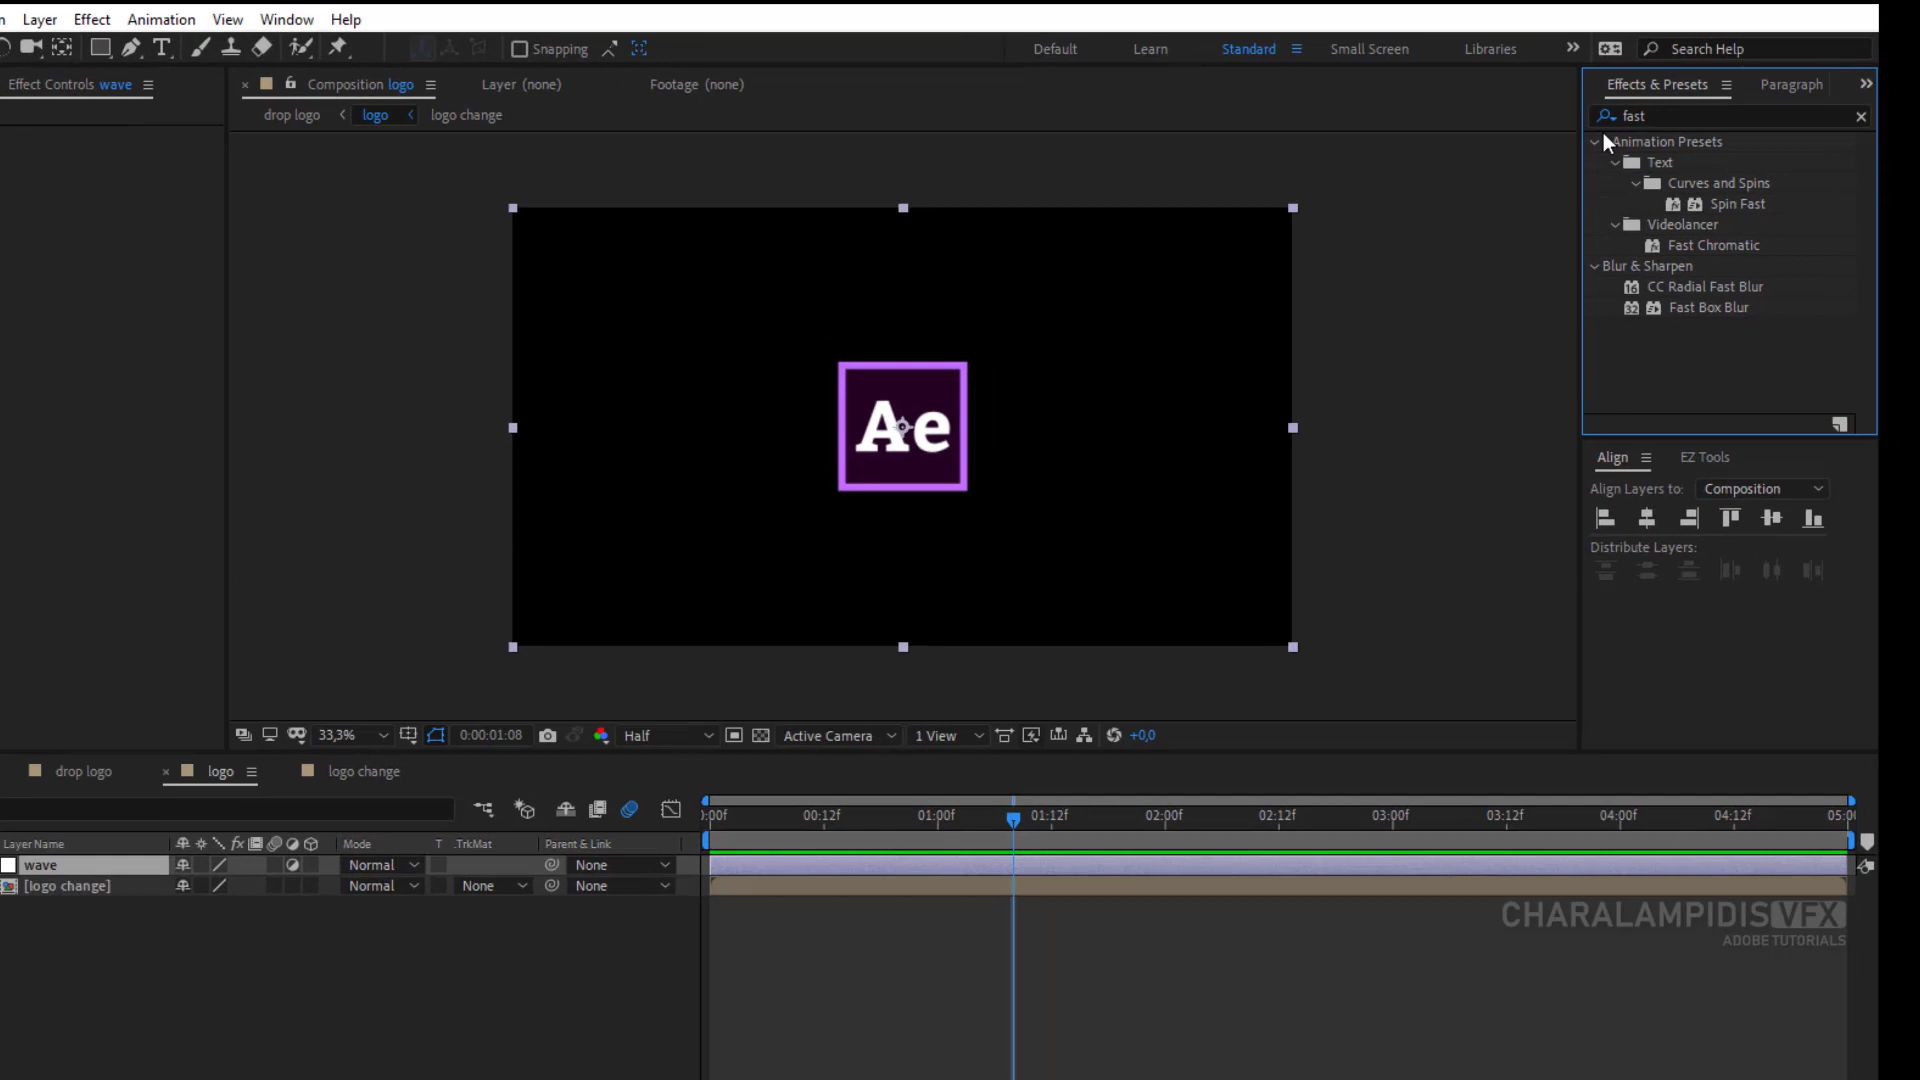 Layer Effect Animation View Window Help
Snapping Default Learn Standard Small Screen Libraries Search Help
Effect Controls wave Composition logo Layer (none) Footage (none) Effects & Presets Paragraph
drop logo logo logo change fast
Animation Presets
Text
Curves and Spins
Spin Fast
Videolancer
Fast Chromatic
Blur & Sharpen
CC Radial Fast Blur
Fast Box Blur
Ae
Align EZ Tools
Align Layers to: Composition
Distribute Layers:
33,3% 0:00:01:08 Half Active Camera 1 View +0,0
drop logo logo logo change
00:12f 01:00f 01:12f 02:00f 02:12f 03:00f 03:12f 04:00f 04:12f
Layer Name Mode T .TrkMat Parent & Link
wave Normal None
[logo change] Normal None None
CHARALAMPIDIS VFX
ADOBE TUTORIALS